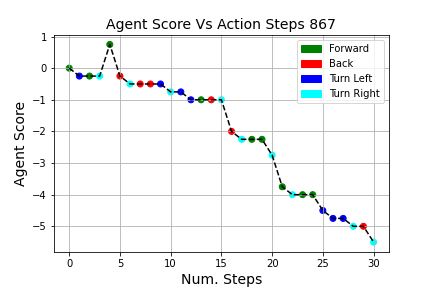 Agent Score Vs Action Steps 867
1
0
−1
−2
−3
−4
−5
Agent Score
Forward
Back
Turn Left
Turn Right
0 5 10 15 20 25 30
Num. Steps